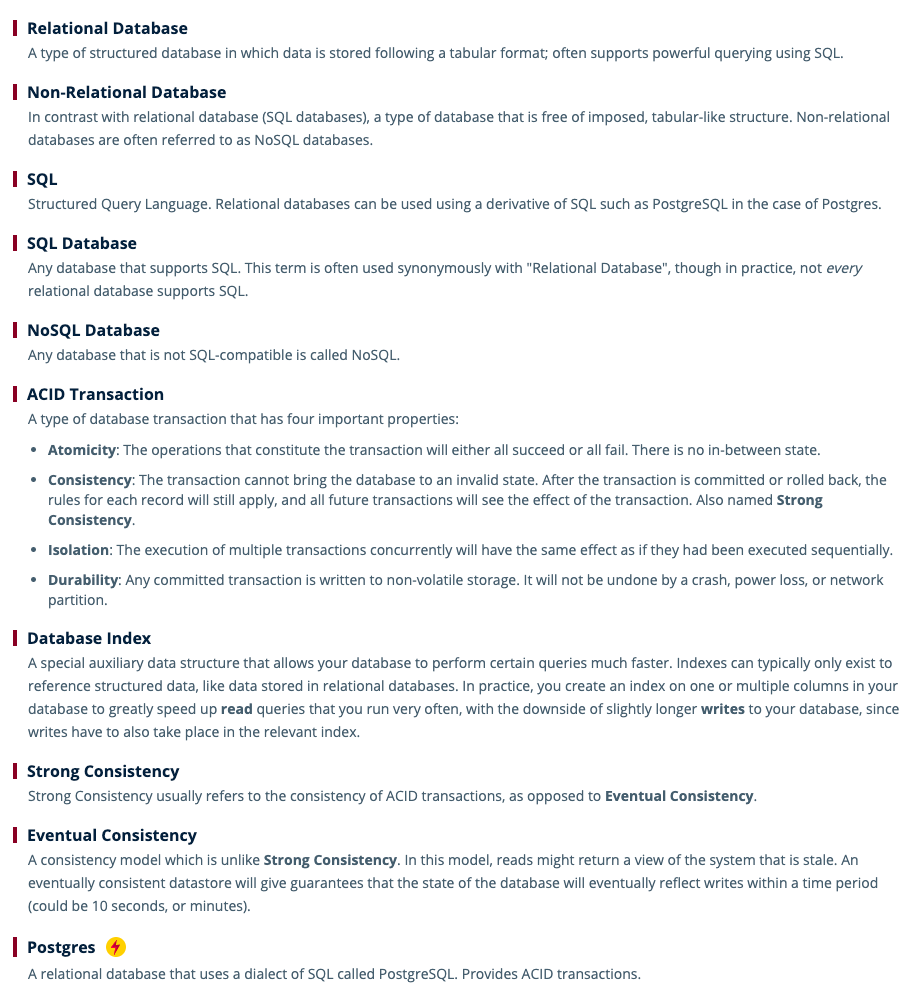 Relational Database
A type of structured database in which data is stored following a tabular format; often supports powerful querying using SQL.
Non-Relational Database
In contrast with relational database (SQL databases), a type of database that is free of imposed, tabular-like structure. Non-relational
databases are often referred to as NoSQL databases.
SQL
Structured Query Language. Relational databases can be used using a derivative of SQL such as PostgreSQL in the case of Postgres.
SQL Database
Any database that supports SQL. This term is often used synonymously with "Relational Database", though in practice, not every
relational database supports SQL.
NoSQL Database
Any database that is not SQL-compatible is called NoSQL.
ACID Transaction
A type of database transaction that has four important properties:
• Atomicity: The operations that constitute the transaction will either all succeed or all fail. There is no in-between state.
• Consistency: The transaction cannot bring the database to an invalid state. After the transaction is committed or rolled back, the
rules for each record will still apply, and all future transactions will see the effect of the transaction. Also named Strong
Consistency.
• Isolation: The execution of multiple transactions concurrently will have the same effect as if they had been executed sequentially.
• Durability: Any committed transaction is written to non-volatile storage. It will not be undone by a crash, power loss, or network
partition.
Database Index
A special auxiliary data structure that allows your database to perform certain queries much faster. Indexes can typically only exist to
reference structured data, like data stored in relational databases. In practice, you create an index on one or multiple columns in your
database to greatly speed up read queries that you run very often, with the downside of slightly longer writes to your database, since
writes have to also take place in the relevant index.
Strong Consistency
Strong Consistency usually refers to the consistency of ACID transactions, as opposed to Eventual Consistency.
Eventual Consistency
A consistency model which is unlike Strong Consistency. In this model, reads might return a view of the system that is stale. An
eventually consistent datastore will give guarantees that the state of the database will eventually reflect writes within a time period
(could be 10 seconds, or minutes).
Postgres
A relational database that uses a dialect of SQL called PostgreSQL. Provides ACID transactions.